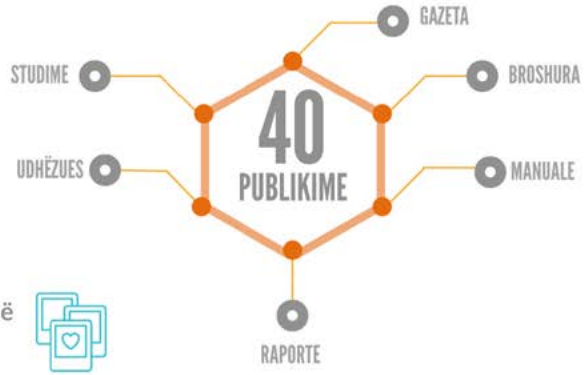 GAZETA
STUDIME
BROSHURA
40
PUBLIKIME
UDHËZUES
MANUALE
ë
RAPORTE